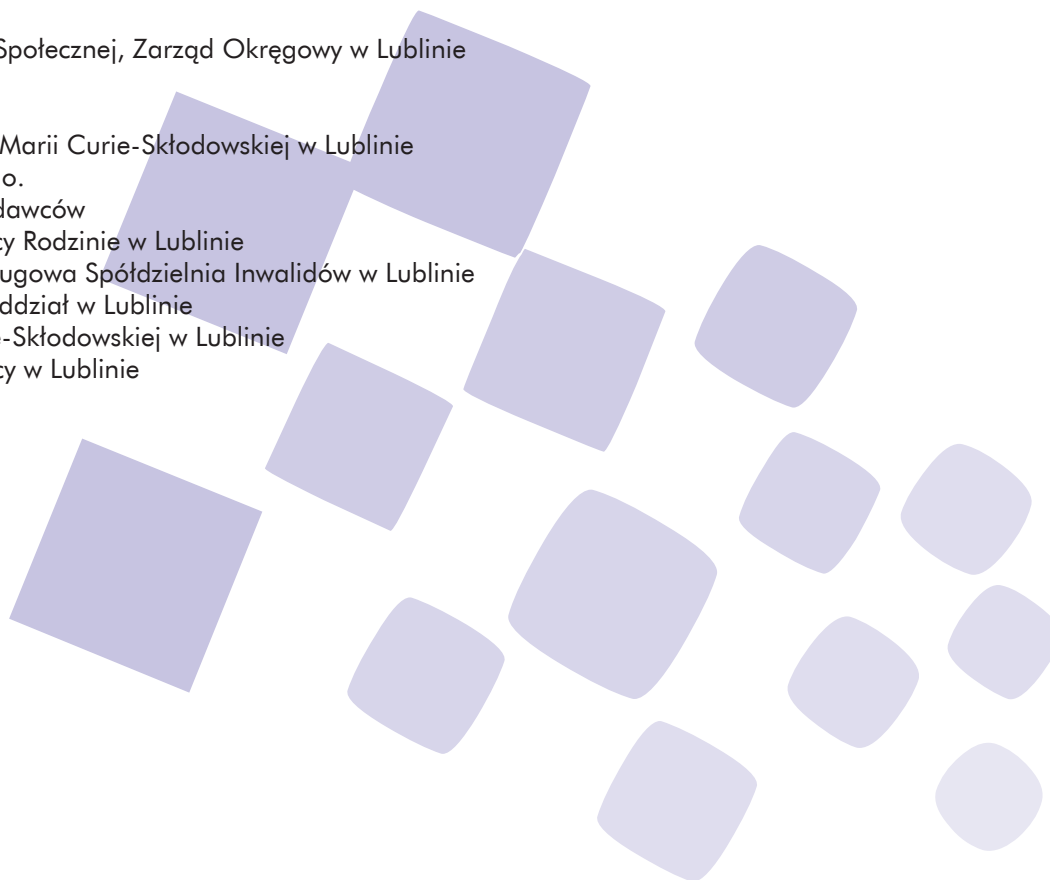 Społecznej, Zarząd Okręgowy w Lublinie
Marii Curie-Skłodowskiej w Lublinie
o.
dawców
cy Rodzinie w Lublinie
ugowa Spółdzielnia Inwalidów w Lublinie
ddział w Lublinie
e-Skłodowskiej w Lublinie
cy w Lublinie